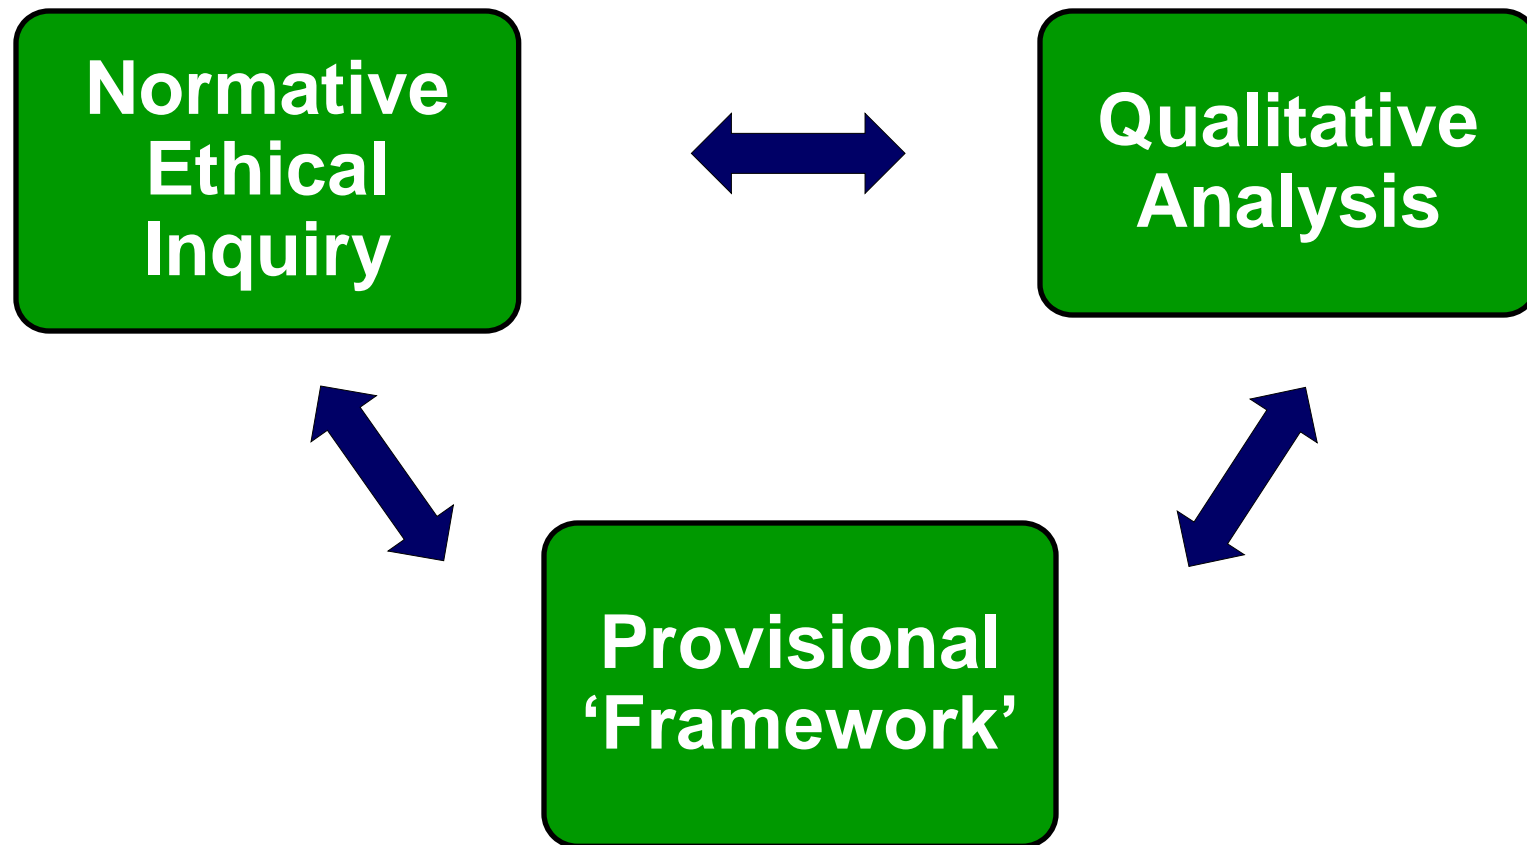 Normative
Ethical
Inquiry
Qualitative
Analysis
Provisional
‘Framework’